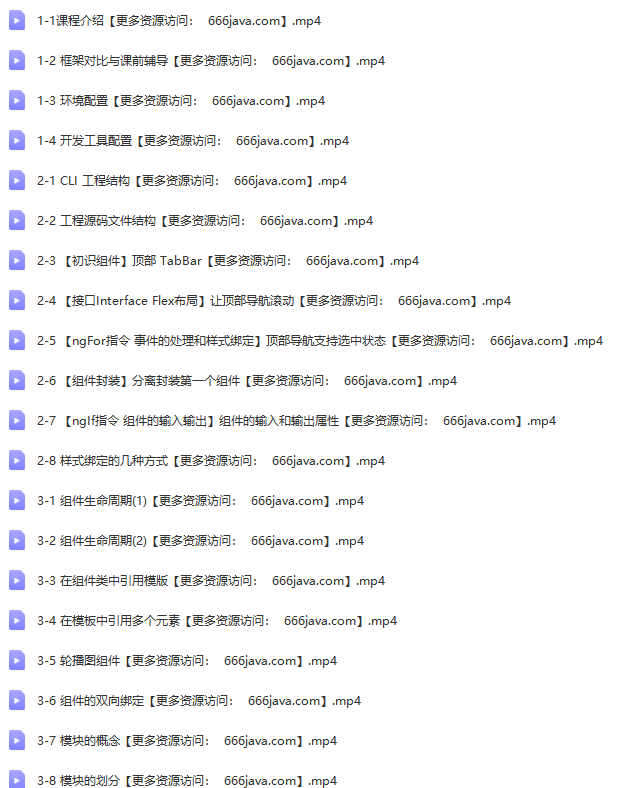 1-1课程介绍【更多资源访问： 666java.com】.mp4
1-2 框架对比与课前辅导【更多资源访问： 666java.com】.mp4
1-3 环境配置【更多资源访问： 666java.com】.mp4
1-4 开发工具配置【更多资源访问： 666java.com】.mp4
2-1 CLI 工程结构【更多资源访问： 666java.com】.mp4
2-2 工程源码文件结构【更多资源访问： 666java.com】.mp4
2-3 【初识组件】顶部 TabBar【更多资源访问： 666java.com】.mp4
2-4 【接口Interface Flex布局】让顶部导航滚动【更多资源访问： 666java.com】.mp4
2-5 【ngFor指令 事件的处理和样式绑定】顶部导航支持选中状态【更多资源访问： 666java.com】.mp4
2-6 【组件封装】分离封装第一个组件【更多资源访问： 666java.com】.mp4
2-7 【ngIf指令 组件的输入输出】组件的输入和输出属性【更多资源访问： 666java.com】.mp4
2-8 样式绑定的几种方式【更多资源访问： 666java.com】.mp4
3-1 组件生命周期(1)【更多资源访问： 666java.com】.mp4
3-2 组件生命周期(2)【更多资源访问： 666java.com】.mp4
3-3 在组件类中引用模版【更多资源访问： 666java.com】.mp4
3-4 在模板中引用多个元素【更多资源访问： 666java.com】.mp4
3-5 轮播图组件【更多资源访问： 666java.com】.mp4
3-6 组件的双向绑定【更多资源访问： 666java.com】.mp4
3-7 模块的概念【更多资源访问： 666java.com】.mp4
3-8 模块的划分【更多资源访问： 666java.com】.mp4